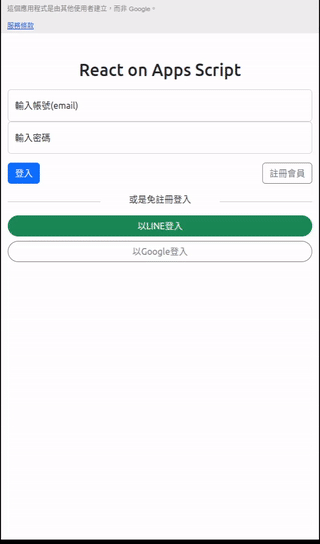 這個應用程式是由其他使用者建立，而非 Google。
服務條款
React on Apps Script
輸入帳號(email)
輸入密碼
登入
註冊會員
或是免註冊登入
以LINE登入
以Google登入